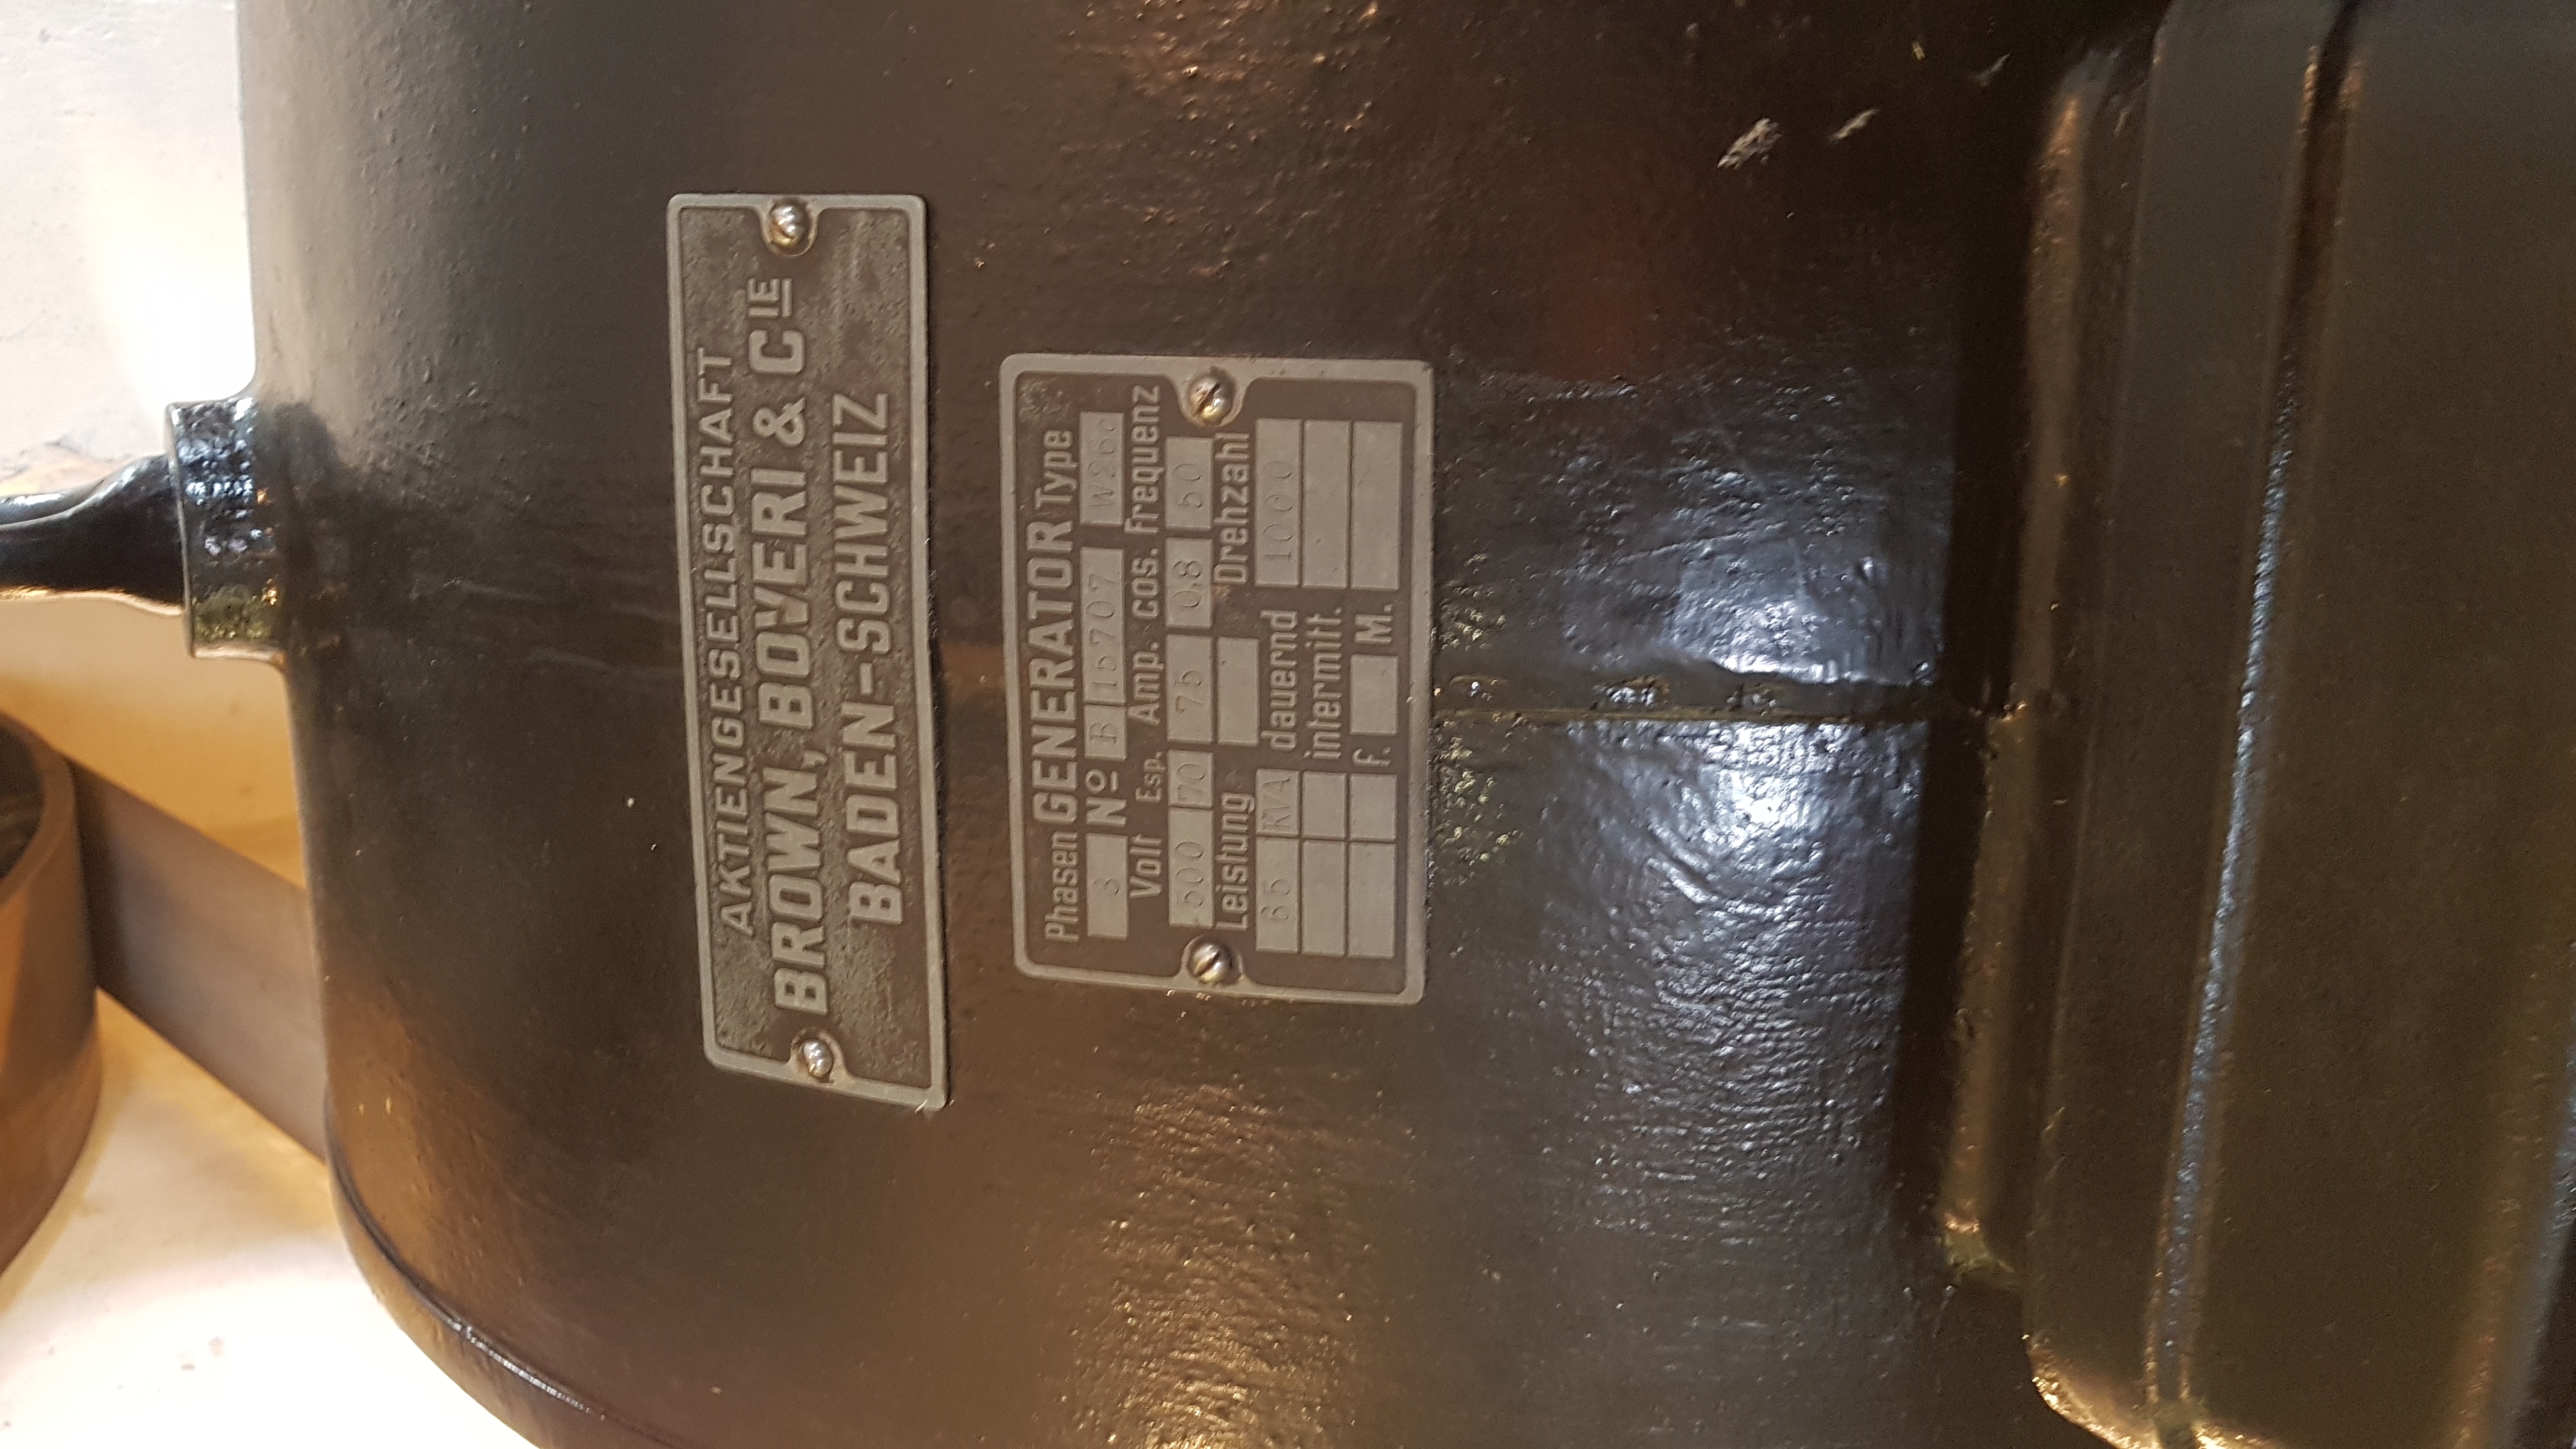 AKTIENGESELLSCHAFT
BROWN, BOVERI & CIE
BADEN-SCHWEIZ
Phasen GENERATOR Type
3 No B 15707 W26c
Volt Esp. Amp. cos. Frequenz
500 70 75 0,8 50
Leistung Drehzahl
65 KVA dauernd 1000
intermitt.
f. M.